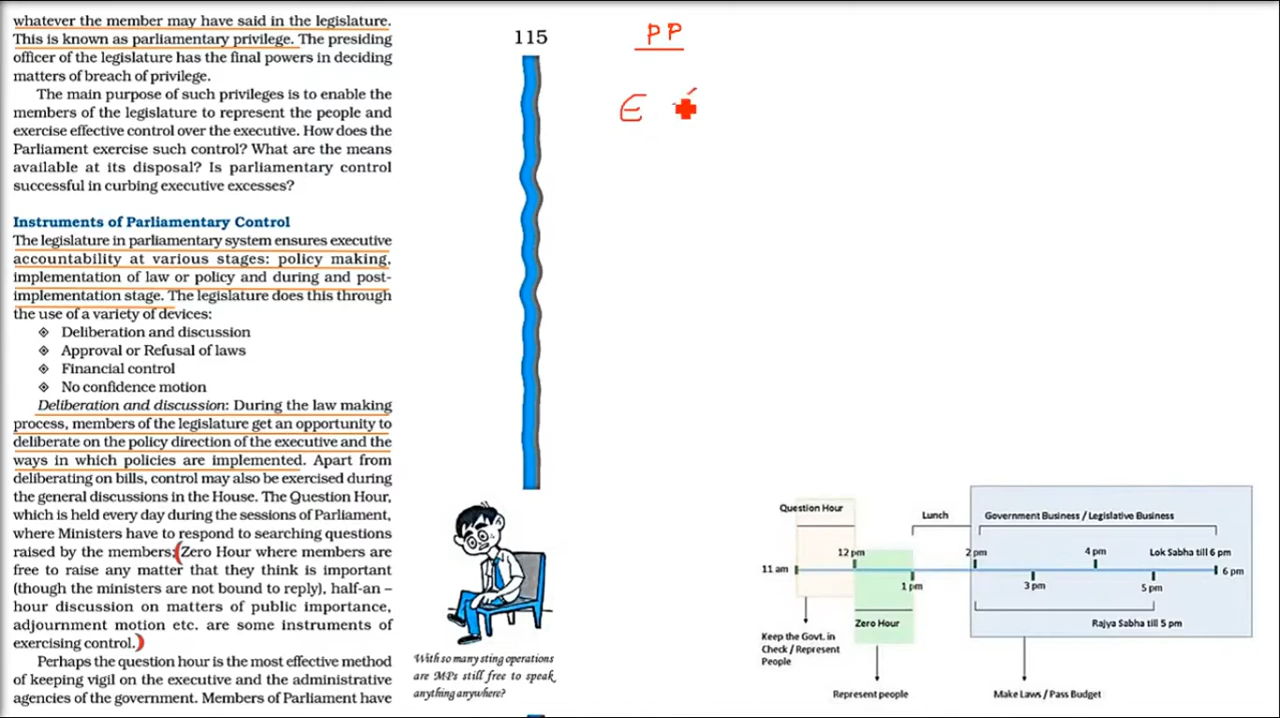 whatever the member may have said in the legislature.
This is known as parliamentary privilege. The presiding
officer of the legislature has the final powers in deciding
matters of breach of privilege.
The main purpose of such privileges is to enable the
members of the legislature to represent the people and
exercise effective control over the executive. How does the
Parliament exercise such control? What are the means
available at its disposal? Is parliamentary control
successful in curbing executive excesses?
Instruments of Parliamentary Control
The legislature in parliamentary system ensures executive
accountability at various stages: policy making,
implementation of law or policy and during and post-
implementation stage. The legislature does this through
the use of a variety of devices:
❖ Deliberation and discussion
❖ Approval or Refusal of laws
❖ Financial control
❖ No confidence motion
Deliberation and discussion: During the law making
process, members of the legislature get an opportunity to
deliberate on the policy direction of the executive and the
ways in which policies are implemented. Apart from
deliberating on bills, control may also be exercised during
the general discussions in the House. The Question Hour,
which is held every day during the sessions of Parliament,
where Ministers have to respond to searching questions
raised by the members; (Zero Hour where members are
free to raise any matter that they think is important
(though the ministers are not bound to reply), half-an –
hour discussion on matters of public importance,
adjournment motion etc. are some instruments of
exercising control.)
Perhaps the question hour is the most effective method
of keeping vigil on the executive and the administrative
agencies of the government. Members of Parliament have
115
With so many sting operations
are MPs still free to speak
anything anywhere?
PP
E
Question Hour
Lunch
Government Business / Legislative Business
12 pm
2 pm
4 pm
Lok Sabha till 6 pm
11 am
6 pm
1 pm
3 pm
5 pm
Zero Hour
Rajya Sabha till 5 pm
Keep the Govt. in
Check / Represent
People
Represent people
Make Laws / Pass Budget